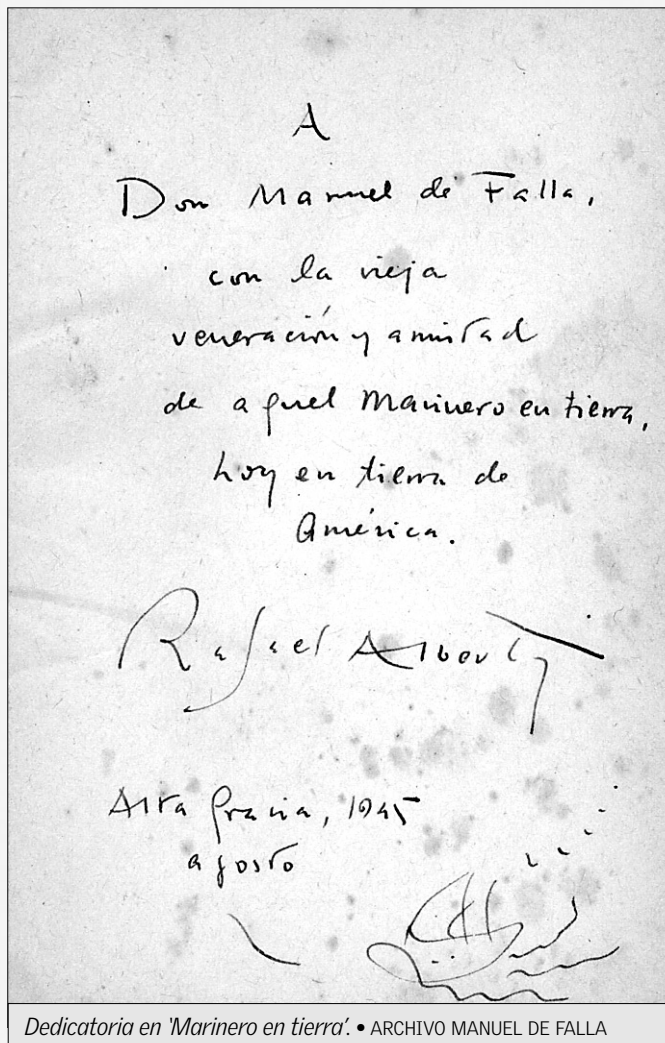 A
Don Manuel de Falla,
con la vieja
veneración y amistad
de aquel Marinero en tierra,
hoy en tierra de
América.
Rafael Alberti
Alta Gracia, 1945
agosto
Dedicatoria en 'Marinero en tierra'. • ARCHIVO MANUEL DE FALLA